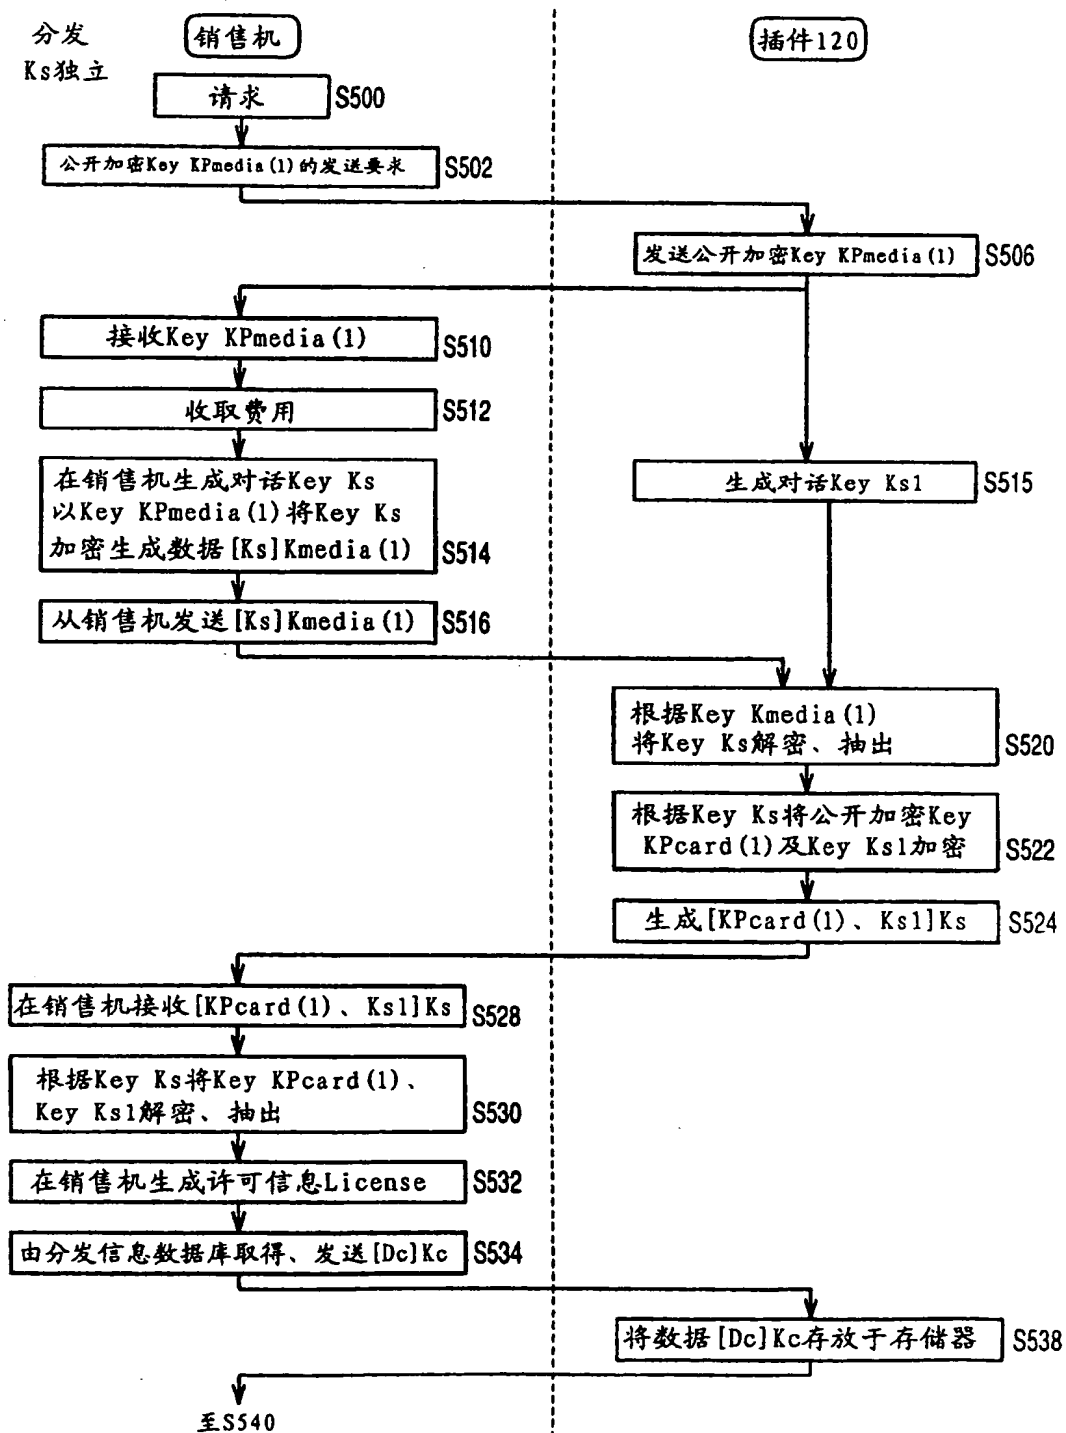 分发
Ks独立
销售机
插件120
请求
S500
公开加密Key KPmedia(1)的发送要求
S502
发送公开加密Key KPmedia(1)
S506
接收Key KPmedia(1)
S510
收取费用
S512
在销售机生成对话Key Ks
以Key KPmedia(1)将Key Ks
加密生成数据[Ks]Kmedia(1)
S514
生成对话Key Ks1
S515
从销售机发送[Ks]Kmedia(1)
S516
根据Key Kmedia(1)
将Key Ks解密、抽出
S520
根据Key Ks将公开加密Key
KPcard(1)及Key Ks1加密
S522
生成[KPcard(1)、Ks1]Ks
S524
在销售机接收[KPcard(1)、Ks1]Ks
S528
根据Key Ks将Key KPcard(1)、
Key Ks1解密、抽出
S530
在销售机生成许可信息License
S532
由分发信息数据库取得、发送[Dc]Kc
S534
将数据[Dc]Kc存放于存储器
S538
至S540